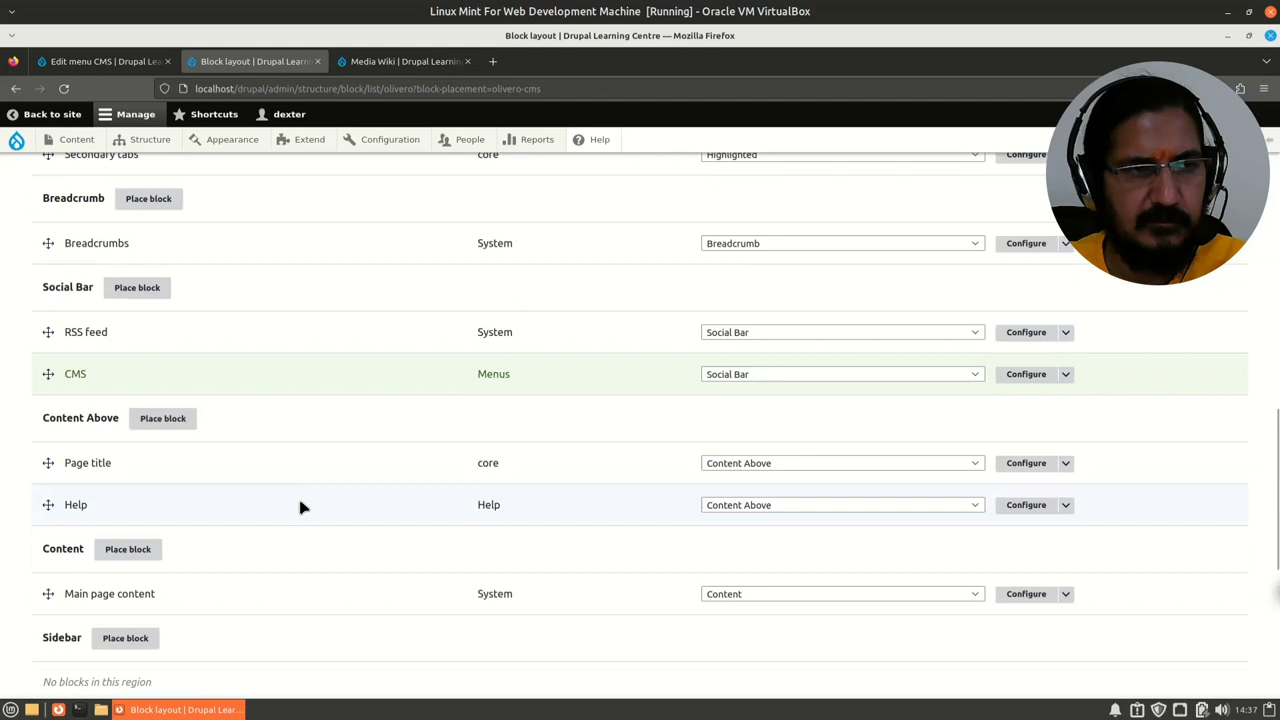 Linux Mint For Web Development Machine [Running] - Oracle VM VirtualBox
Block layout | Drupal Learning Centre — Mozilla Firefox
Edit menu CMS | Drupal Le
Block layout | Drupal Learni
Media Wiki | Drupal Learnin
localhost/drupal/admin/structure/block/list/olivero?block-placement=olivero-cms
Back to site Manage Shortcuts dexter
Content Structure Appearance Extend Configuration People Reports Help
Secondary tabs core Highlighted Configure
Breadcrumb Place block
Breadcrumbs System Breadcrumb Configure
Social Bar Place block
RSS feed System Social Bar Configure
CMS Menus Social Bar Configure
Content Above Place block
Page title core Content Above Configure
Help Help Content Above Configure
Content Place block
Main page content System Content Configure
Sidebar Place block
No blocks in this region
Block layout | Drupal Lear...
14:37